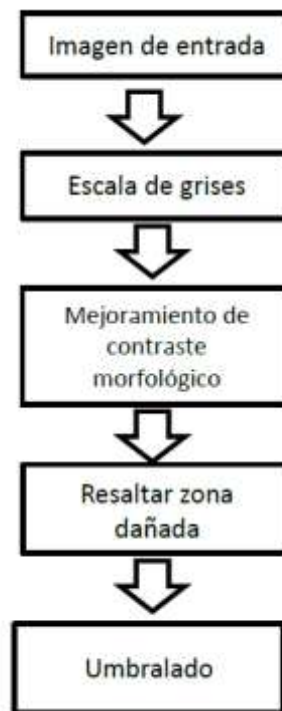 Imagen de entrada
Escala de grises
Mejoramiento de
contraste
morfológico
Resaltar zona
dañada
Umbralado